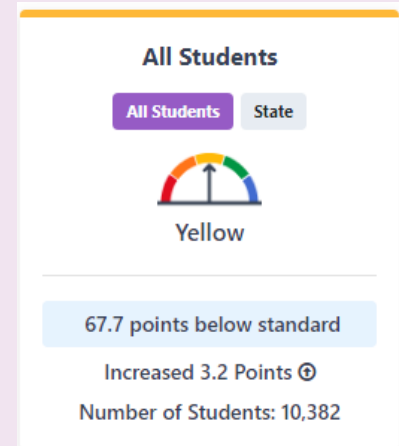 All Students
All Students State
Yellow
67.7 points below standard
Increased 3.2 Points
Number of Students: 10,382